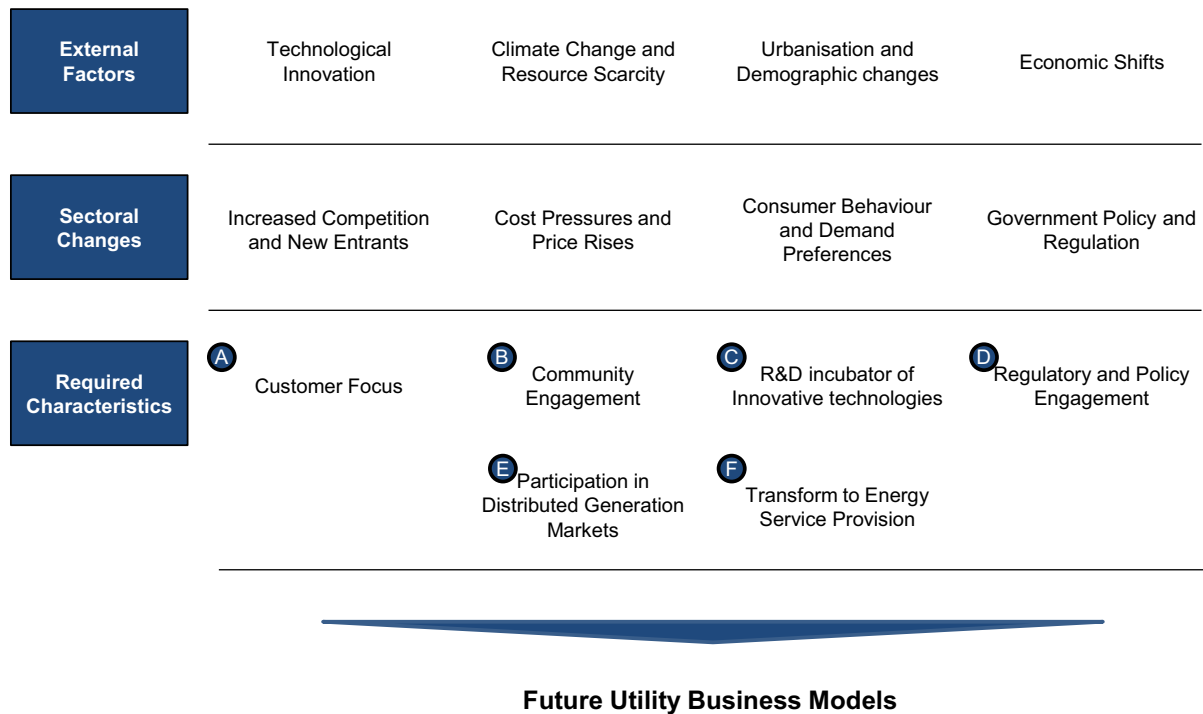 External
Factors
Technological
Innovation
Climate Change and
Resource Scarcity
Urbanisation and
Demographic changes
Economic Shifts
Sectoral
Changes
Increased Competition
and New Entrants
Cost Pressures and
Price Rises
Consumer Behaviour
and Demand
Preferences
Government Policy and
Regulation
Required
Characteristics
A
Customer Focus
B
Community
Engagement
C
R&D incubator of
Innovative technologies
D
Regulatory and Policy
Engagement
E
Participation in
Distributed Generation
Markets
F
Transform to Energy
Service Provision
Future Utility Business Models